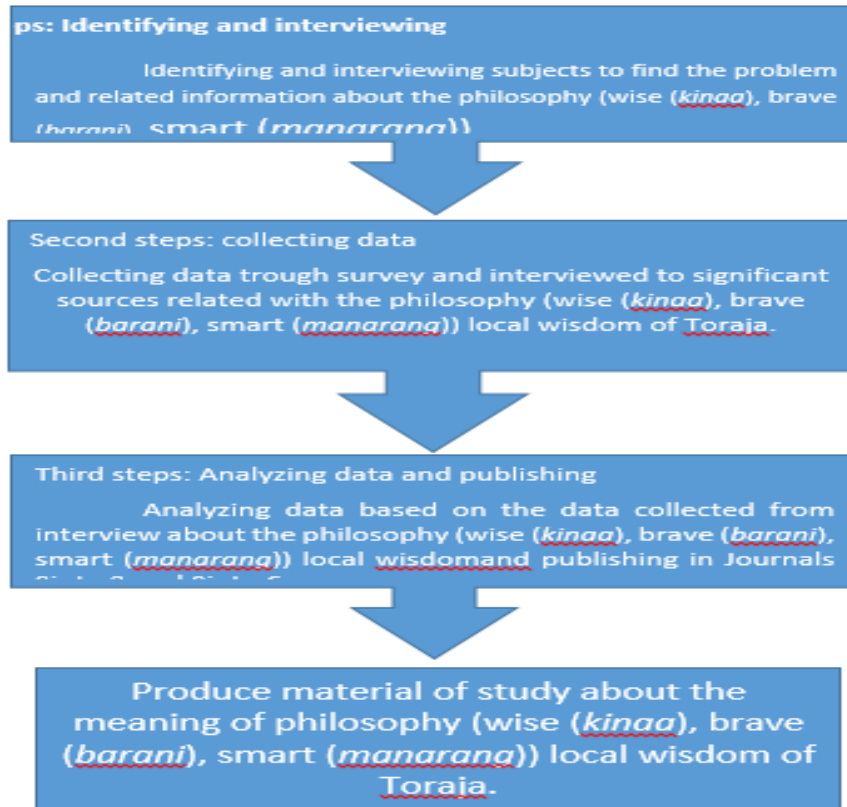 ps: Identifying and interviewing
Identifying and interviewing subjects to find the problem
and related information about the philosophy (wise (kinaa), brave
(barani), smart (manarang))
Second steps: collecting data
Collecting data trough survey and interviewed to significant
sources related with the philosophy (wise (kinaa), brave
(barani), smart (manarang)) local wisdom of Toraja.
Third steps: Analyzing data and publishing
Analyzing data based on the data collected from
interview about the philosophy (wise (kinaa), brave (barani),
smart (manarang)) local wisdomand publishing in Journals
Produce material of study about the
meaning of philosophy (wise (kinaa), brave
(barani), smart (manarang)) local wisdom of
Toraja.